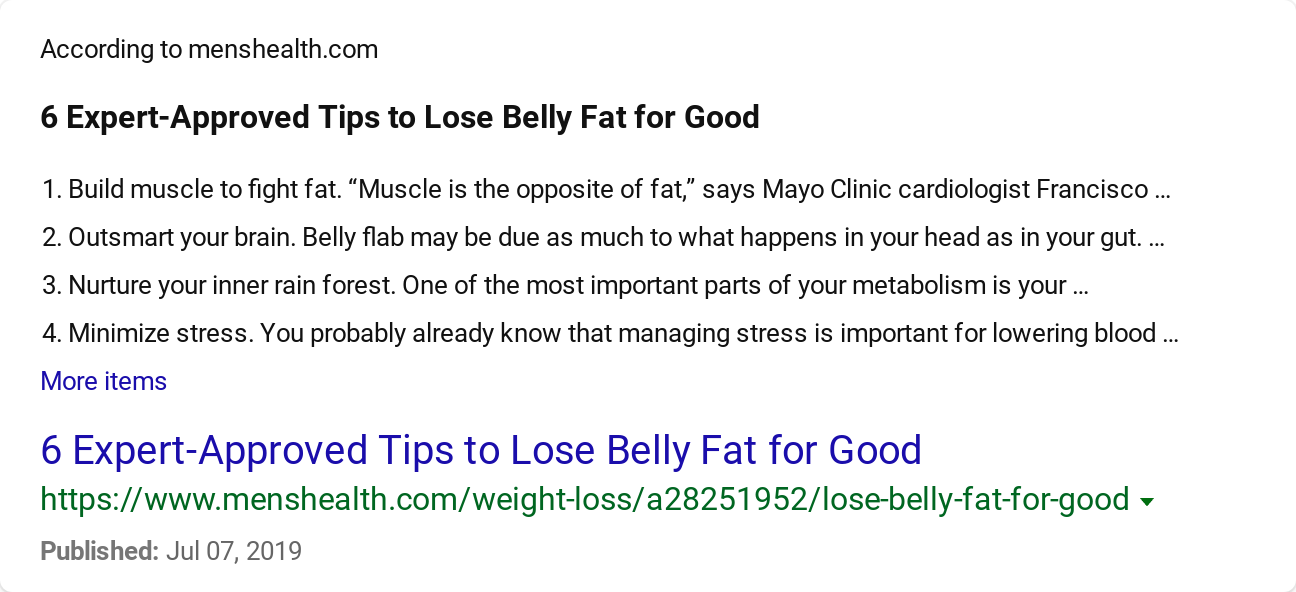 According to menshealth.com
6 Expert-Approved Tips to Lose Belly Fat for Good
1. Build muscle to fight fat. “Muscle is the opposite of fat,” says Mayo Clinic cardiologist Francisco ...
2. Outsmart your brain. Belly flab may be due as much to what happens in your head as in your gut. ...
3. Nurture your inner rain forest. One of the most important parts of your metabolism is your ...
4. Minimize stress. You probably already know that managing stress is important for lowering blood ...
More items
6 Expert-Approved Tips to Lose Belly Fat for Good
https://www.menshealth.com/weight-loss/a28251952/lose-belly-fat-for-good
Published: Jul 07, 2019